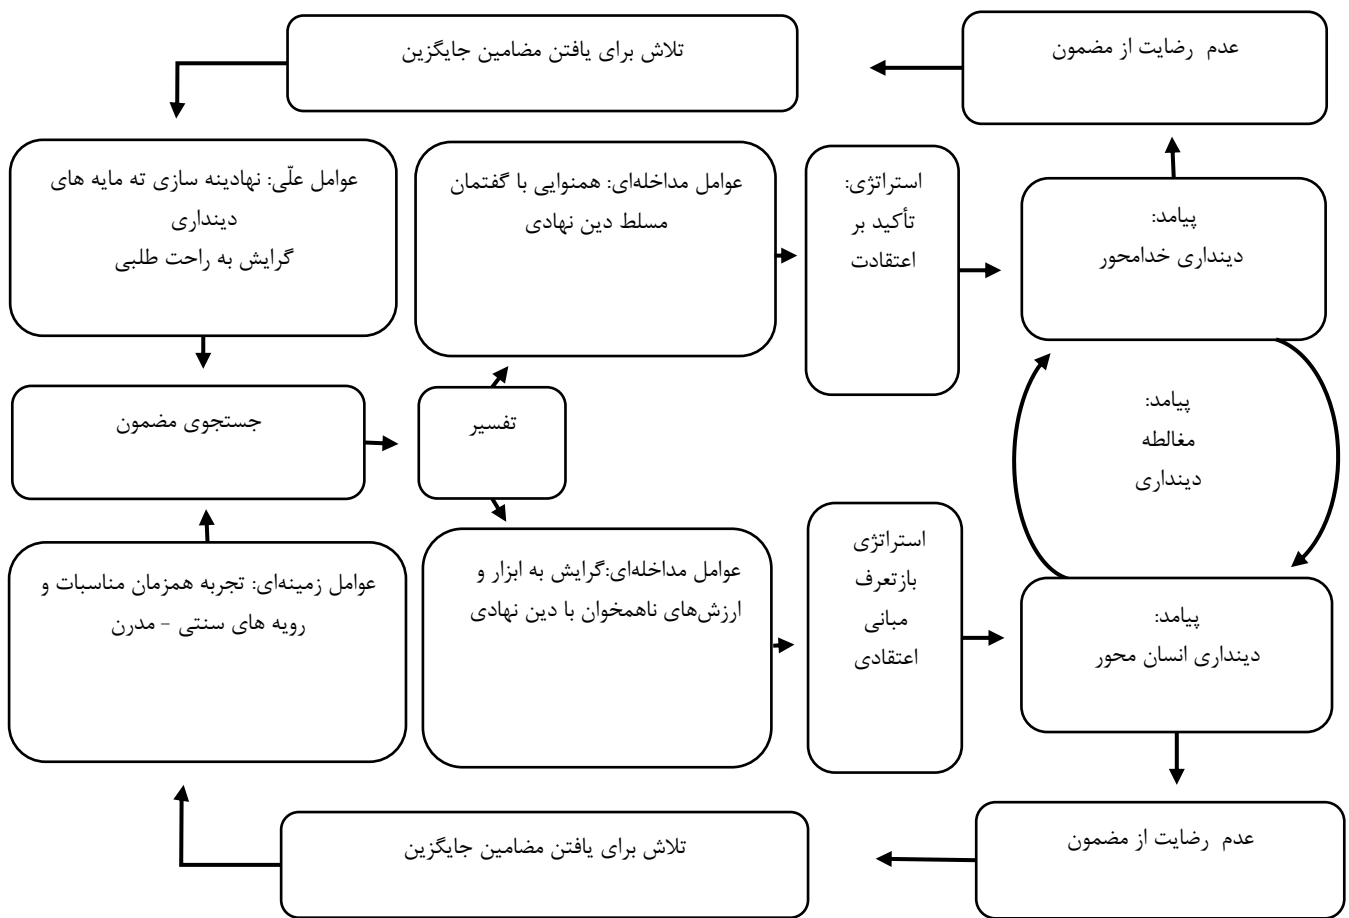 تلاش برای یافتن مضامین جایگزین
عدم رضایت از مضمون
عوامل علّی: نهادینه سازی ته مایه های
دینداری
گرایش به راحت طلبی
عوامل مداخله‌ای: همنوایی با گفتمان
مسلط دین نهادی
استراتژی:
تأکید بر
اعتقادت
پیامد:
دینداری خدامحور
جستجوی مضمون
تفسیر
پیامد:
مغالطه
دینداری
عوامل زمینه‌ای: تجربه همزمان مناسبات و
رویه های سنتی - مدرن
عوامل مداخله‌ای:گرایش به ابزار و
ارزش‌های ناهمخوان با دین نهادی
استراتژی
بازتعرف
مبانی
اعتقادی
پیامد:
دینداری انسان محور
تلاش برای یافتن مضامین جایگزین
عدم رضایت از مضمون